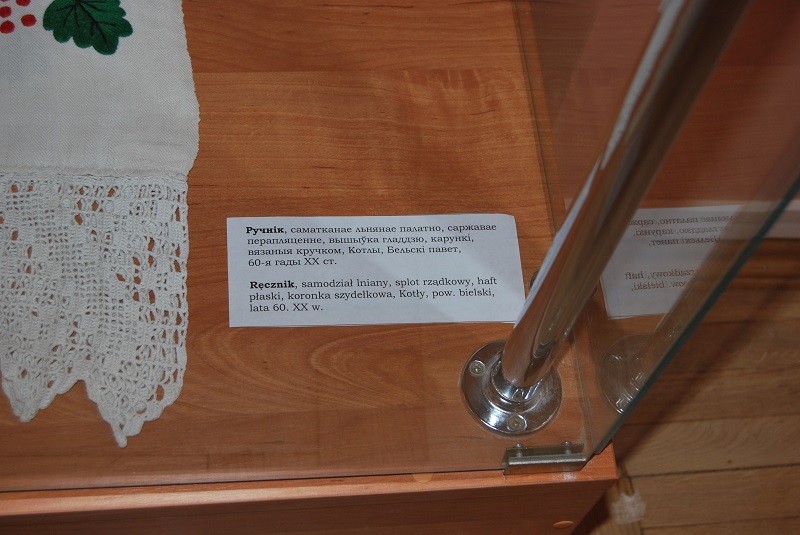 Ручнік, саматканае льнянае палатно, саржавае
перапляценне, вышыўка гладдзю, карункі,
вязаныя кручком, Котлы, Бельскі павет,
60-я гады XX ст.
Ręcznik, samodział lniany, splot rządkowy, haft
płaski, koronka szydełkowa, Kotły, pow. bielski,
lata 60. XX w.